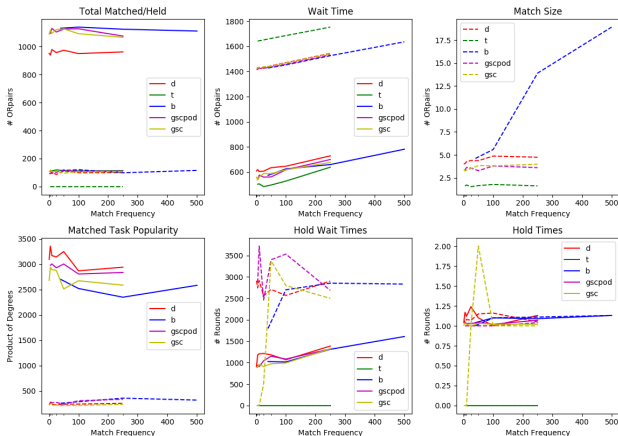 Total Matched/Held
# ORpairs
1000
800
600
400
200
0
0 100 200 300 400 500
Match Frequency
d
t
b
gscpod
gsc
Wait Time
# ORpairs
1800
1600
1400
1200
1000
800
600
0 100 200 300 400 500
Match Frequency
d
t
b
gscpod
gsc
Match Size
# ORpairs
17.5
15.0
12.5
10.0
7.5
5.0
2.5
0 100 200 300 400 500
Match Frequency
d
t
b
gscpod
gsc
Matched Task Popularity
Product of Degrees
3500
3000
2500
2000
1500
1000
500
0 100 200 300 400 500
Match Frequency
d
b
gscpod
gsc
Hold Wait Times
# Rounds
3500
3000
2500
2000
1500
1000
500
0
0 100 200 300 400 500
Match Frequency
d
t
b
gscpod
gsc
Hold Times
# Rounds
2.00
1.75
1.50
1.25
1.00
0.75
0.50
0.25
0.00
0 100 200 300 400 500
Match Frequency
d
t
b
gscpod
gsc